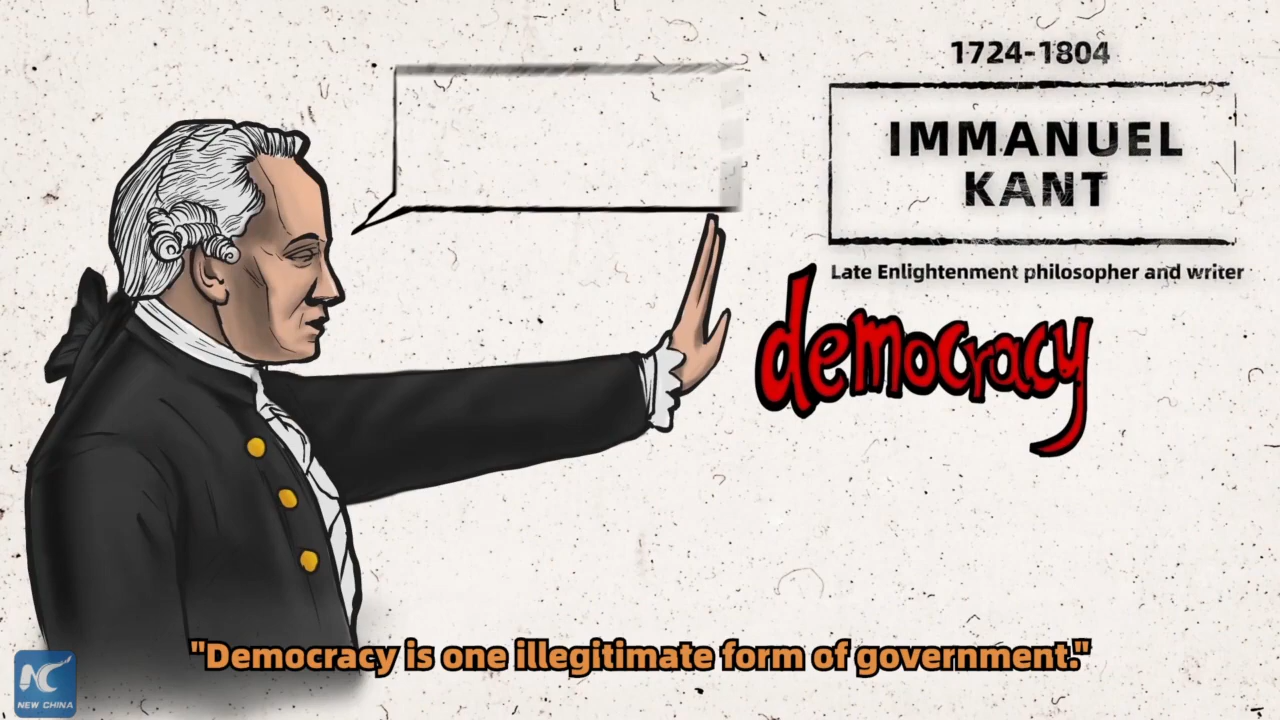 1724-1804
IMMANUEL
KANT
Late Enlightenment philosopher and writer
democracy
"Democracy is one illegitimate form of government."
NEW CHINA